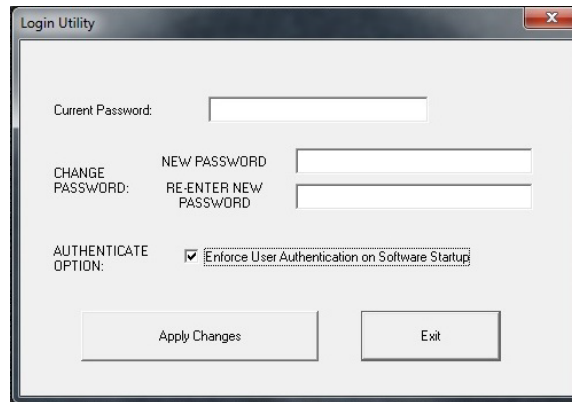 Login Utility
Current Password:
CHANGE
PASSWORD:
NEW PASSWORD
RE-ENTER NEW
PASSWORD
AUTHENTICATE
OPTION:
Enforce User Authentication on Software Startup
Apply Changes
Exit